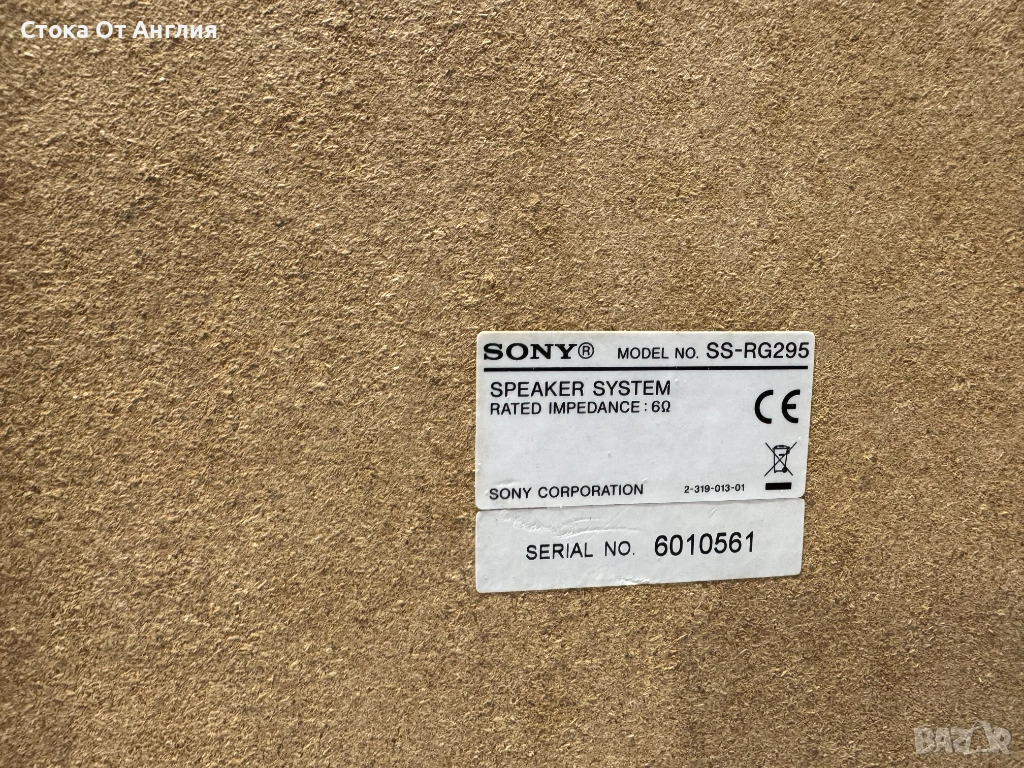 Стока От Англия
SONY® MODEL NO. SS-RG295
SPEAKER SYSTEM
RATED IMPEDANCE : 6Ω
CE
SONY CORPORATION 2-319-013-01
SERIAL NO. 6010561
BAZAR